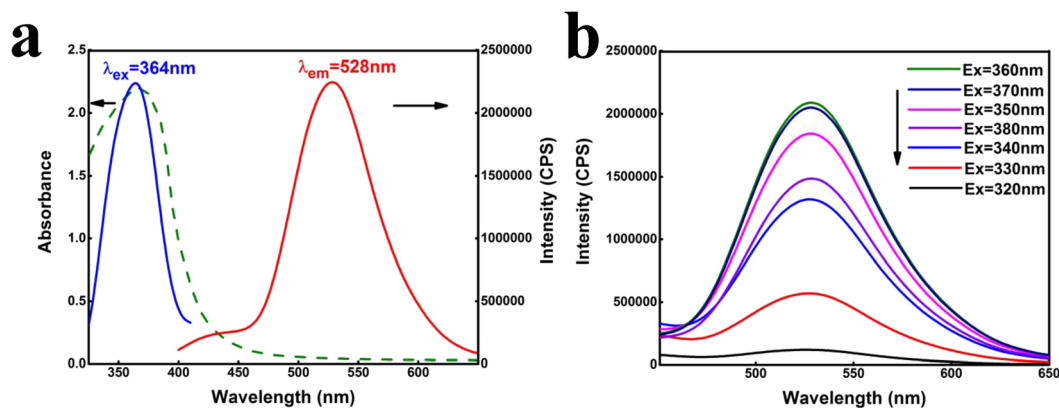 a
λex=364nm
λem=528nm
Absorbance
2.5
2.0
1.5
1.0
0.5
0.0
2500000
2000000
1500000
1000000
500000
0
Intensity (CPS)
350 400 450 500 550 600
Wavelength (nm)
b
Intensity (CPS)
2500000
2000000
1500000
1000000
500000
0
Ex=360nm
Ex=370nm
Ex=350nm
Ex=380nm
Ex=340nm
Ex=330nm
Ex=320nm
500 550 600 650
Wavelength (nm)